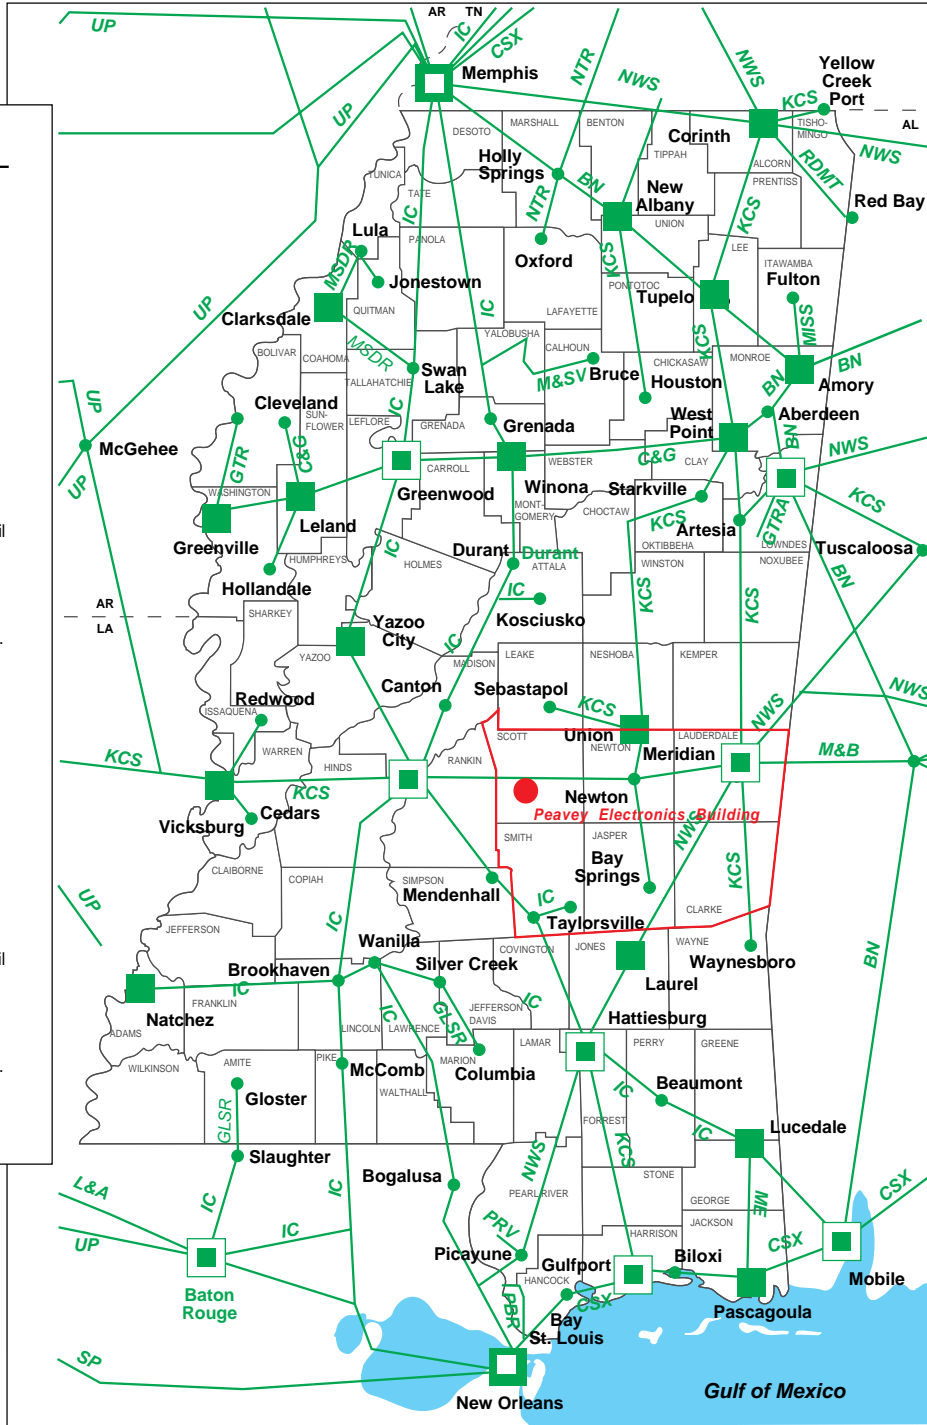 AR
TN
UP
IC
CSX
NTR
NWS
NWS
Memphis
Yellow
Creek
Port
KCS
UP
UP
DESOTO
MARSHALL
BENTON
TIPPAH
Corinth
TISHO-
MINGO
AL
ALCORN
NWS
PRENTISS
RDMT
Holly
Springs
BN
NTR
New
Albany
UNION
TUNICA
TATE
IC
PANOLA
Lula
MSDR
Jonestown
Oxford
KCS
KCS
LEE
Red Bay
ITAWAMBA
Fulton
PONTOTOC
Tupelo
MISS
Clarksdale
QUITMAN
IC
LAFAYETTE
YALOBUSHA
CALHOUN
MSDR
BOLIVAR
COAHOMA
TALLAHATCHIE
Swan
Lake
M&SV
Bruce
CHICKASAW
Houston
KCS
MONROE
BN
BN
Amory
UP
Cleveland
SUN-
FLOWER
LEFLORE
IC
GRENADA
Grenada
West
Point
Aberdeen
BN
McGehee
UP
GTR
C&G
CARROLL
WEBSTER
C&G
CLAY
NWS
WASHINGTON
Greenwood
Winona
Starkville
KCS
Leland
MONT-
GOMERY
CHOCTAW
KCS
Artesia
GTRA
Greenville
HUMPHREYS
IC
HOLMES
Durant
Durant
ATTALA
OKTIBBEHA
LOWNDES
Tuscaloosa
Hollandale
WINSTON
NOXUBEE
BN
IC
Kosciusko
KCS
KCS
AR
LA
SHARKEY
Yazoo
City
YAZOO
IC
MADISON
LEAKE
NESHOBA
KEMPER
Canton
Sebastapol
Redwood
ISSAQUENA
KCS
NWS
NWS
SCOTT
Union
NEWTON
LAUDERDALE
Meridian
M&B
WARREN
HINDS
RANKIN
KCS
KCS
Newton
Peavey Electronics Building
Vicksburg
Cedars
SMITH
JASPER
NWS
Bay
Springs
KCS
CLAIBORNE
COPIAH
SIMPSON
Mendenhall
IC
Taylorsville
CLARKE
UP
JEFFERSON
IC
Wanilla
COVINGTON
JONES
WAYNE
Waynesboro
Brookhaven
Silver Creek
BN
IC
Laurel
Natchez
FRANKLIN
IC
LINCOLN
LAWRENCE
GLSR
JEFFERSON
DAVIS
IC
Hattiesburg
ADAMS
WILKINSON
AMITE
PIKE
McComb
MARION
Columbia
LAMAR
PERRY
GREENE
WALTHALL
IC
Beaumont
Gloster
GLSR
FORREST
KCS
IC
Lucedale
Slaughter
Bogalusa
NWS
STONE
L&A
IC
IC
PEARL RIVER
GEORGE
CSX
ME
JACKSON
PRV
HARRISON
UP
IC
Picayune
Gulfport
Biloxi
CSX
Mobile
HANCOCK
Baton
Rouge
PBR
CSX
Pascagoula
Bay
St. Louis
SP
New Orleans
Gulf of Mexico
il
.
il
.